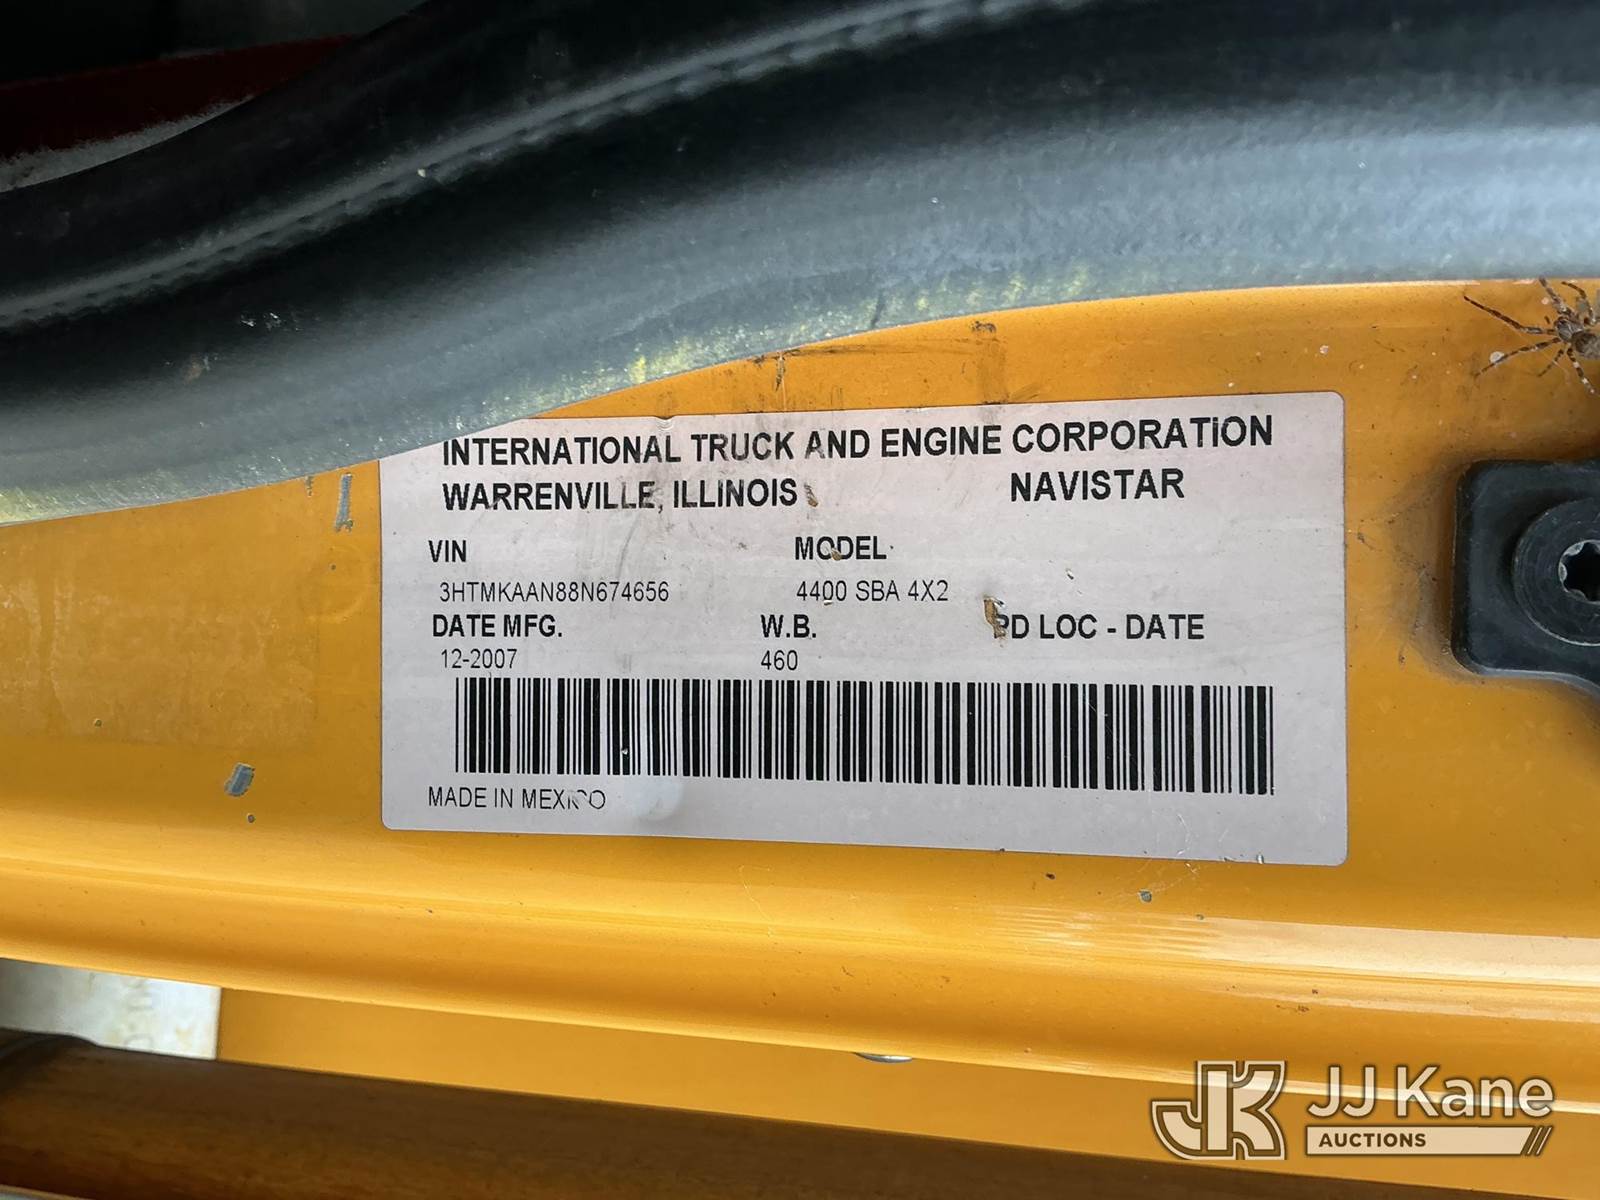 INTERNATIONAL TRUCK AND ENGINE CORPORATION
WARRENVILLE, ILLINOIS NAVISTAR
VIN MODEL
3HTMKAAN88N674656 4400 SBA 4X2
DATE MFG. W.B. PD LOC - DATE
12-2007 460
MADE IN MEXICO
JK JJ Kane
AUCTIONS